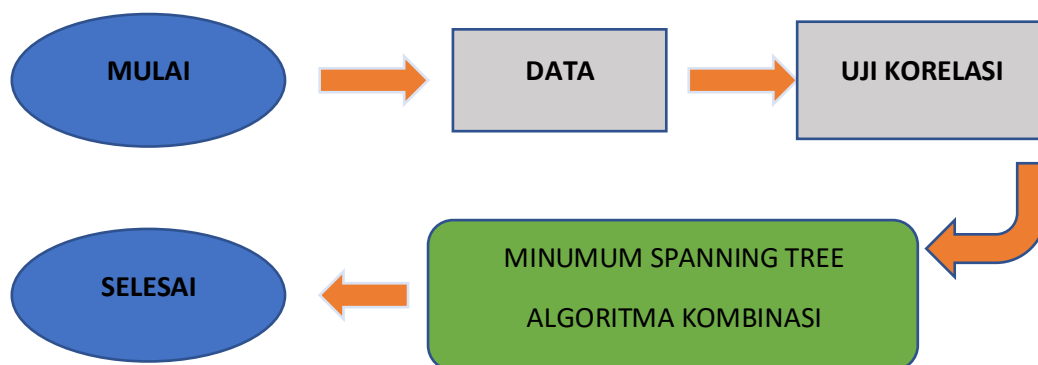 MULAI
DATA
UJI KORELASI
MINUMUM SPANNING TREE
ALGORITMA KOMBINASI
SELESAI